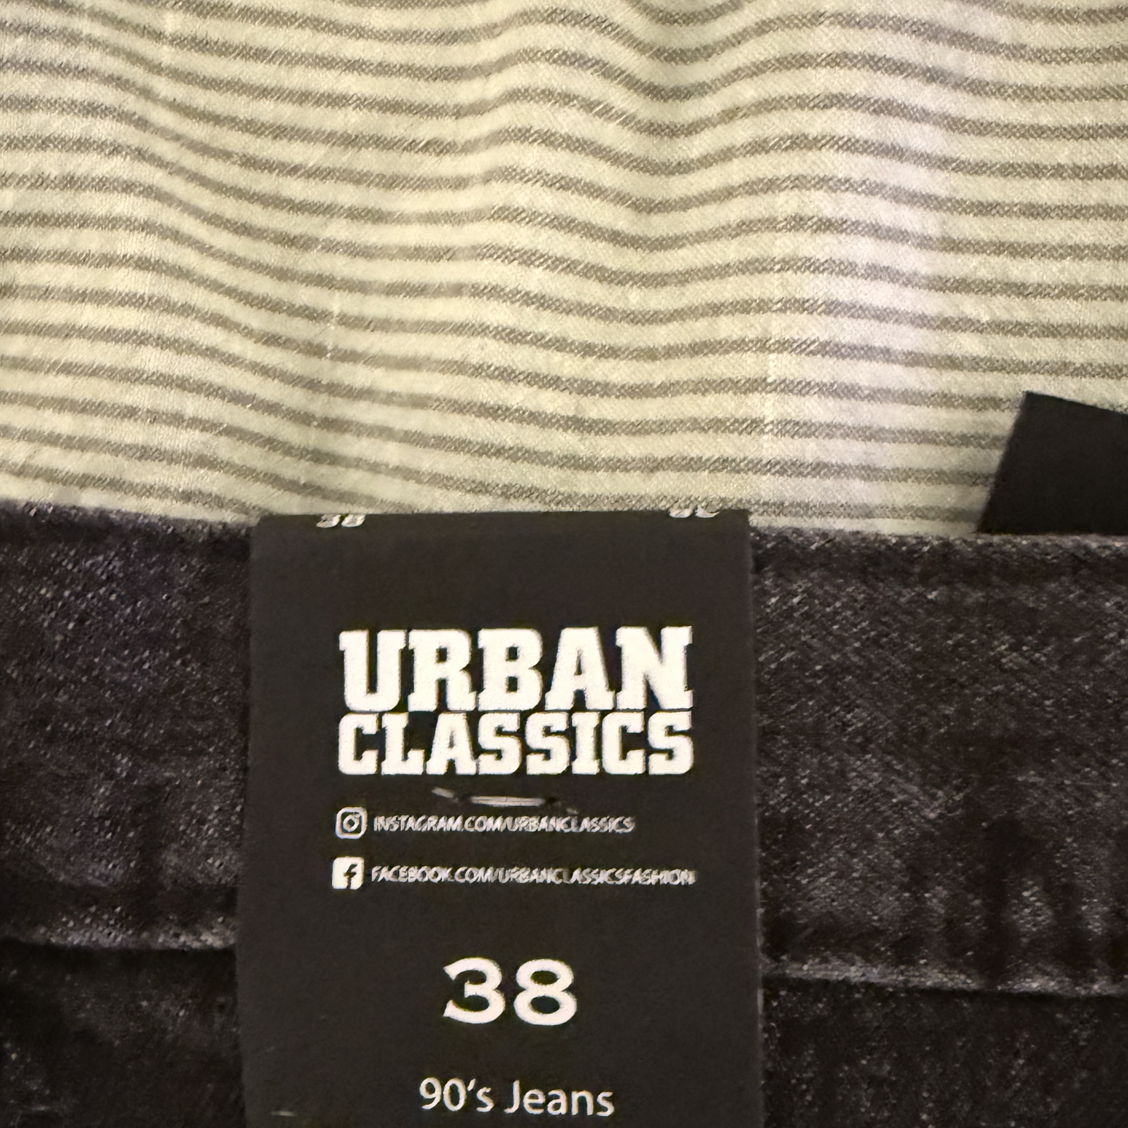 URBAN
CLASSICS
INSTAGRAM.COM/URBANCLASSICS
FACEBOOK.COM/URBANCLASSICSFASHION
38
90's Jeans